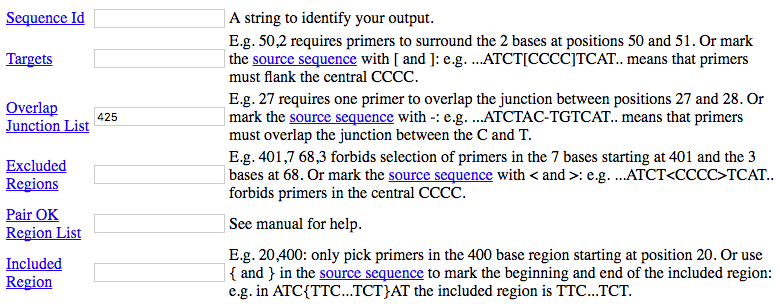 Sequence Id A string to identify your output.
E.g. 50,2 requires primers to surround the 2 bases at positions 50 and 51. Or mark
Targets the source sequence with [ and ]: e.g. ...ATCT[CCCC]TCAT.. means that primers
must flank the central CCCC.
E.g. 27 requires one primer to overlap the junction between positions 27 and 28. Or
Overlap
Junction List 425 mark the source sequence with -: e.g. ...ATCTAC-TGTCAT.. means that primers
must overlap the junction between the C and T.
E.g. 401,7 68,3 forbids selection of primers in the 7 bases starting at 401 and the 3
Excluded
Regions bases at 68. Or mark the source sequence with < and >: e.g. ...ATCT<CCCC>TCAT..
forbids primers in the central CCCC.
Pair OK
Region List See manual for help.
E.g. 20,400: only pick primers in the 400 base region starting at position 20. Or use
Included
Region { and } in the source sequence to mark the beginning and end of the included region:
e.g. in ATC{TTC...TCT}AT the included region is TTC...TCT.